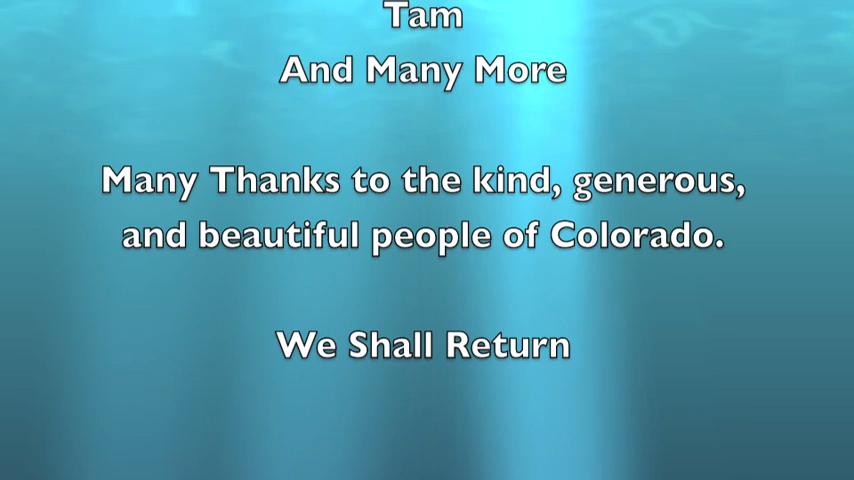 Tam
And Many More
Many Thanks to the kind, generous,
and beautiful people of Colorado.
We Shall Return